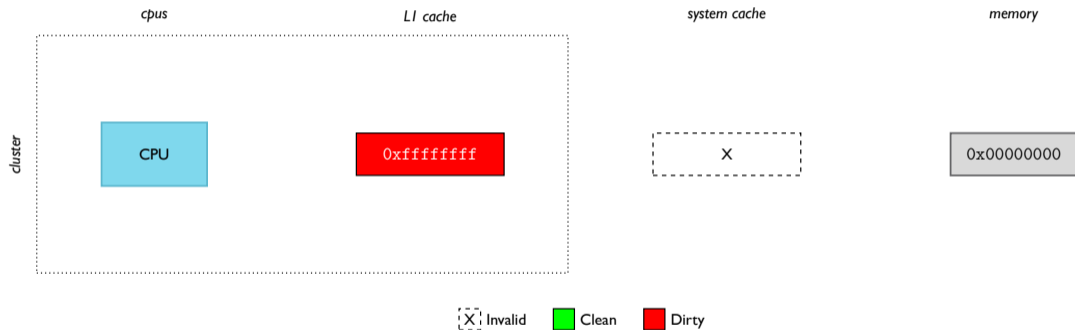 cpus
L1 cache
system cache
memory
cluster
CPU
0xffffffff
X
0x00000000
X Invalid
Clean
Dirty